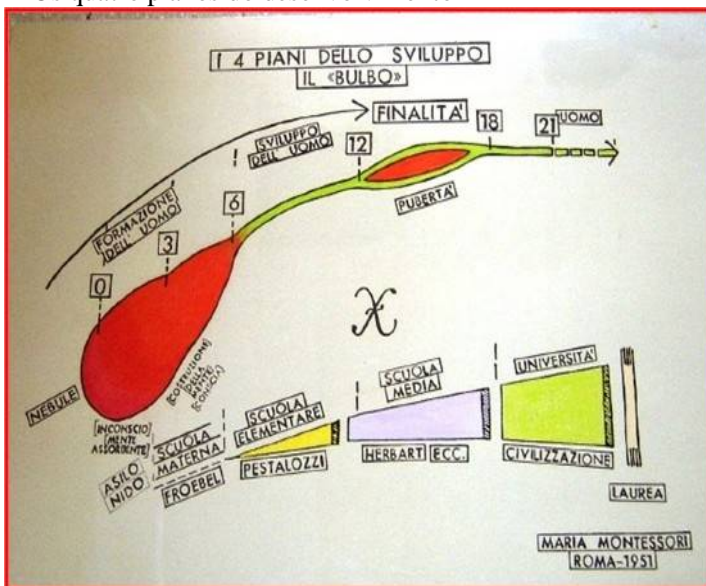 I 4 PIANI DELLO SVILUPPO
IL «BULBO»
FINALITA'
SVILUPPO
DELL'UOMO
FORMAZIONE
DELL'UOMO
0
3
6
12
18
21
UOMO
PUBERTA'
NEBULE
[COSTRUZIONE]
[DELLA
MENTE]
[CONSCIA]
[INCONSCIO]
[MENTE
ASSORBENTE]
ASILO
NIDO
SCUOLA
MATERNA
FROEBEL
SCUOLA
ELEMENTARE
PESTALOZZI
SCUOLA
MEDIA
HERBART ECC.
UNIVERSITA'
CIVILIZZAZIONE
LAUREA
MARIA MONTESSORI
ROMA-1951